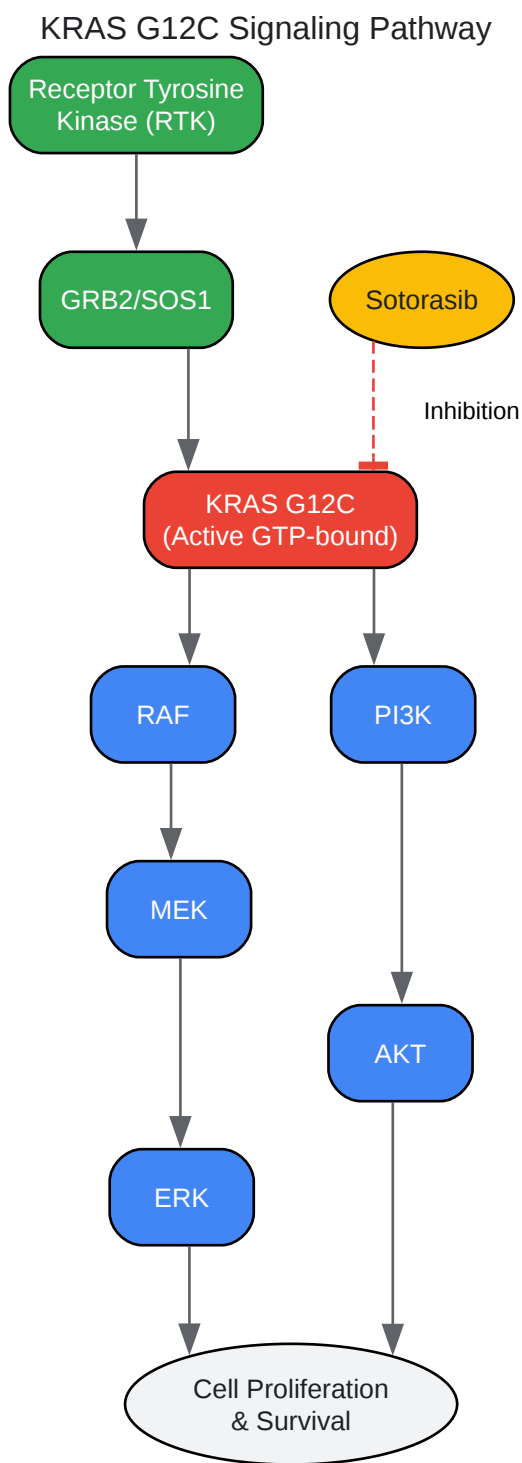 KRAS G12C Signaling Pathway
Receptor Tyrosine
Kinase (RTK)
GRB2/SOS1
Sotorasib
Inhibition
KRAS G12C
(Active GTP-bound)
RAF
PI3K
MEK
AKT
ERK
Cell Proliferation
& Survival